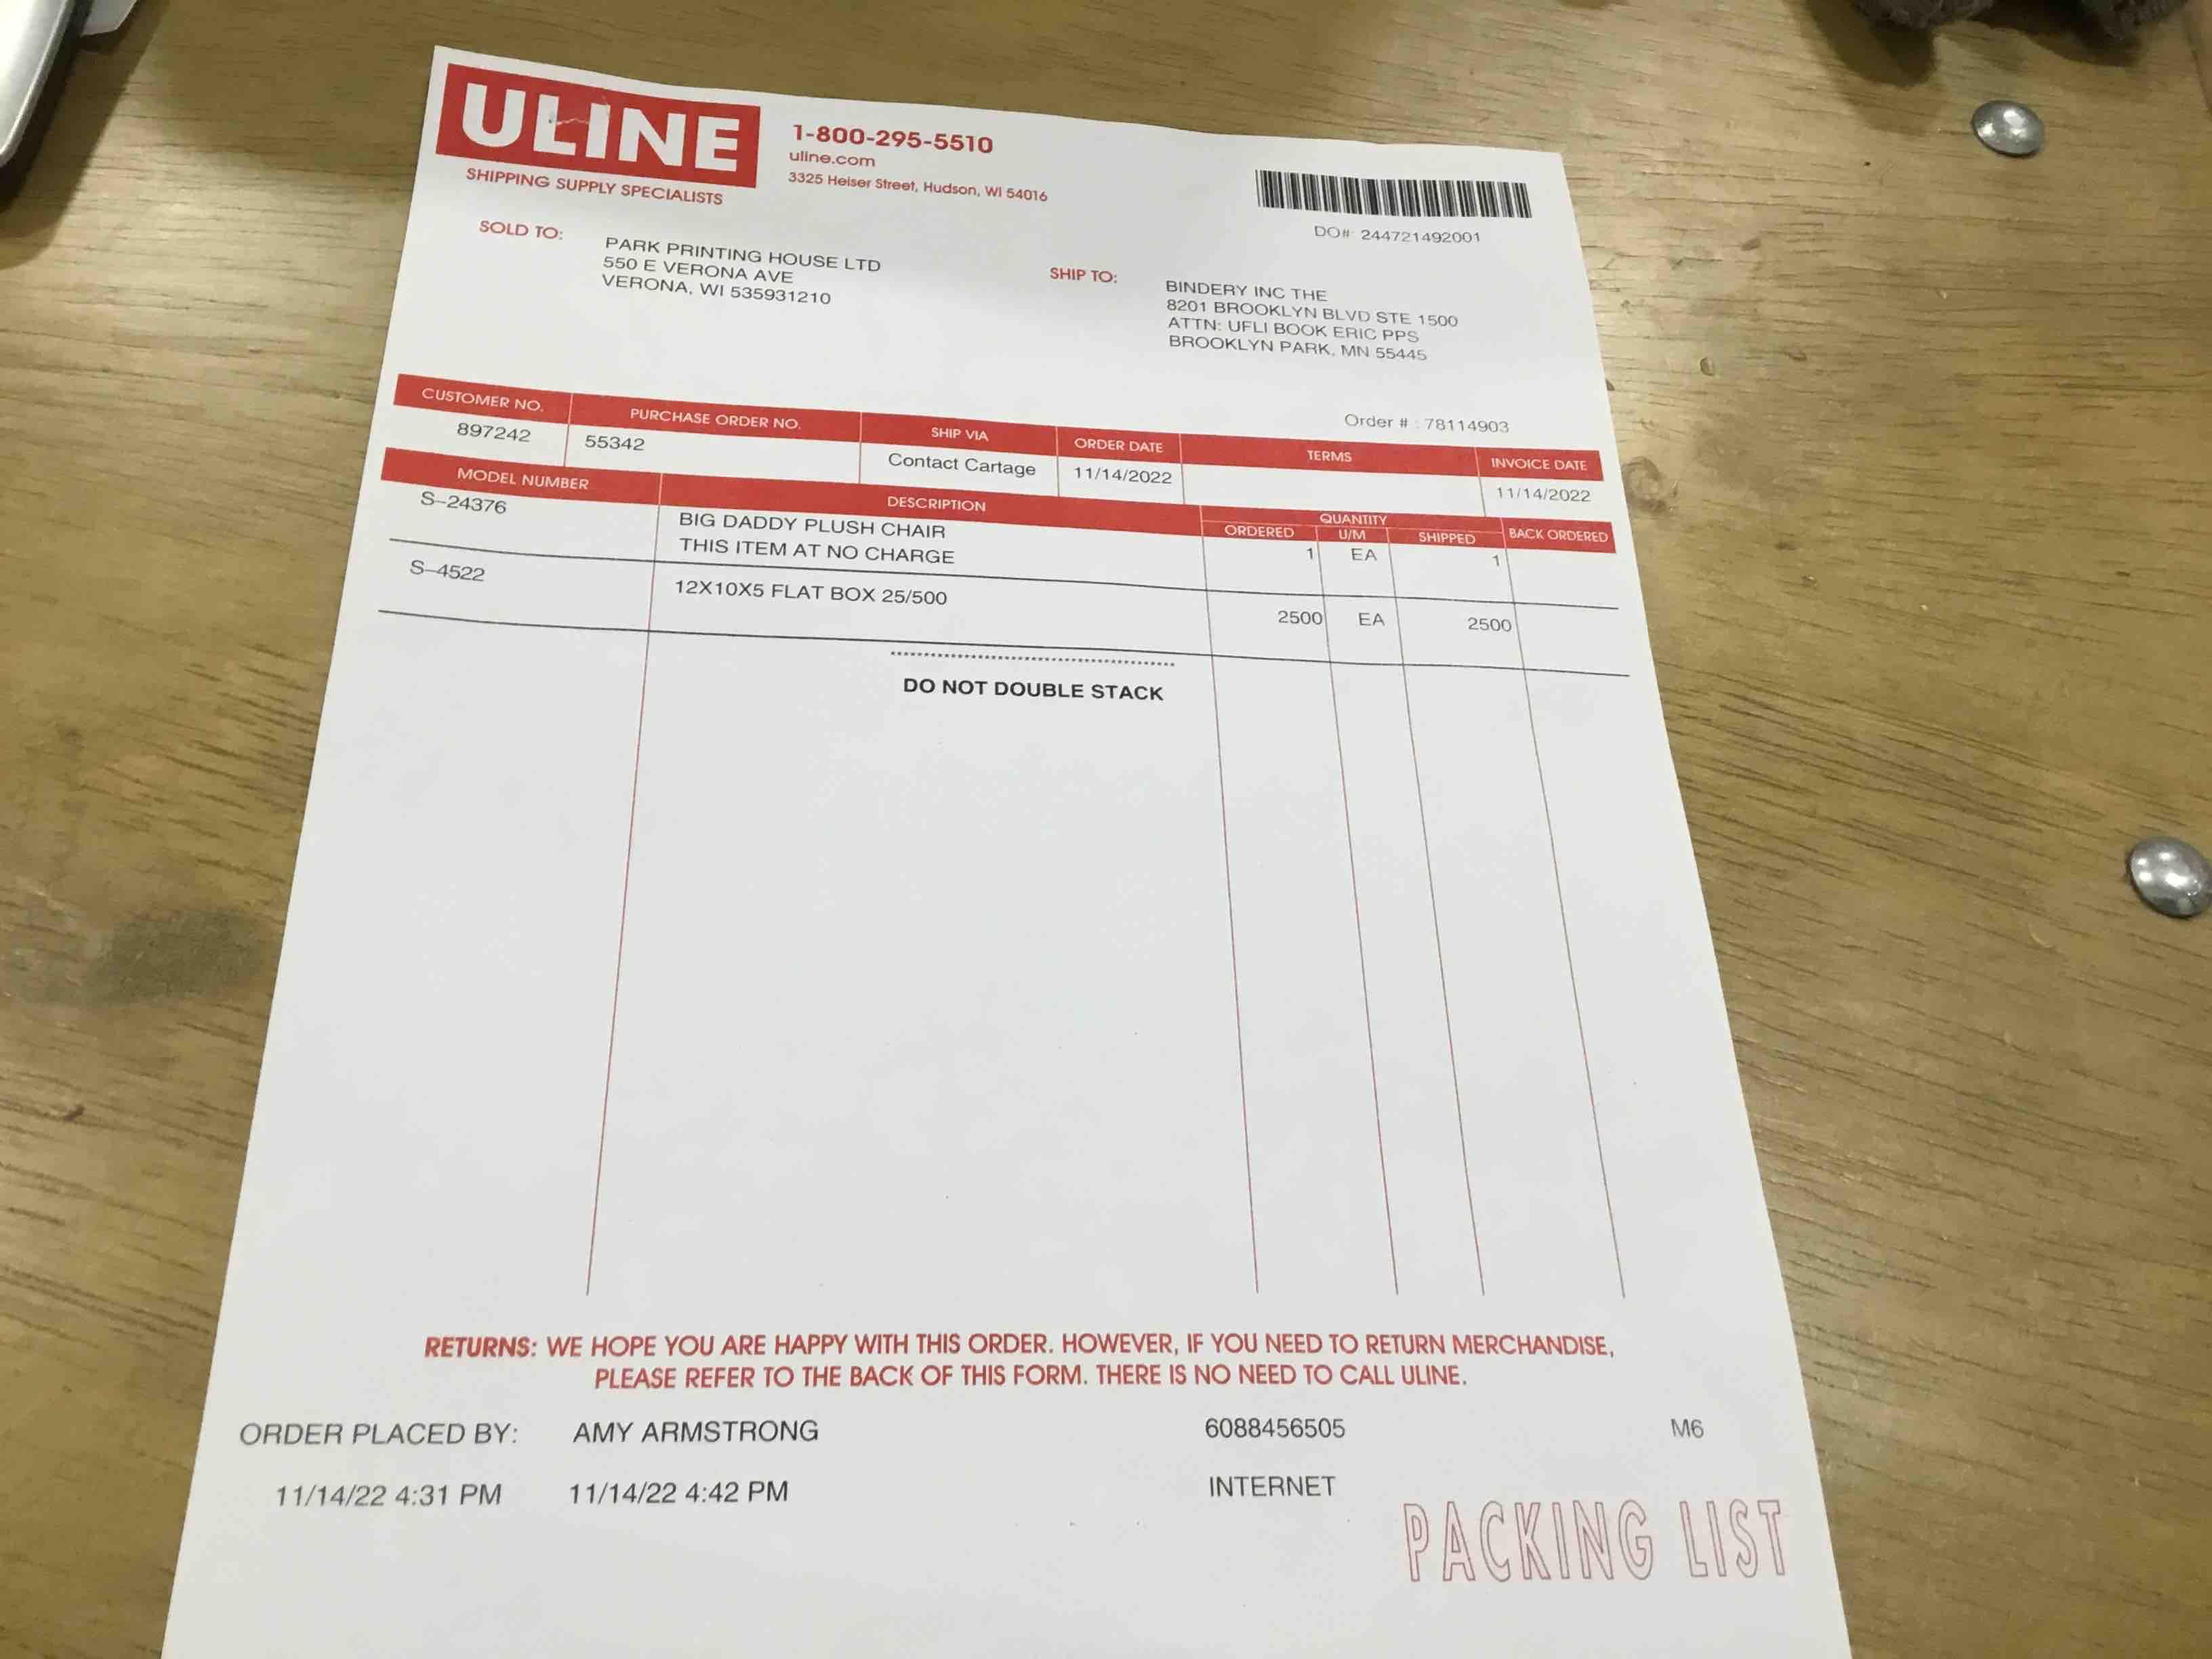 ULINE
SHIPPING SUPPLY SPECIALISTS
1-800-295-5510
uline.com
3325 Heiser Street, Hudson, WI 54016
DO# 244721492001
SOLD TO:
PARK PRINTING HOUSE LTD
550 E VERONA AVE
VERONA, WI 535931210
SHIP TO:
BINDERY INC THE
8201 BROOKLYN BLVD STE 1500
ATTN: UFLI BOOK ERIC PPS
BROOKLYN PARK, MN 55445
Order # : 78114903
CUSTOMER NO. PURCHASE ORDER NO. SHIP VIA ORDER DATE TERMS INVOICE DATE
897242 55342 Contact Cartage 11/14/2022 11/14/2022
MODEL NUMBER DESCRIPTION QUANTITY
ORDERED U/M SHIPPED BACK ORDERED
S-24376 BIG DADDY PLUSH CHAIR 1 EA 1
THIS ITEM AT NO CHARGE
S-4522 12X10X5 FLAT BOX 25/500 2500 EA 2500
DO NOT DOUBLE STACK
RETURNS: WE HOPE YOU ARE HAPPY WITH THIS ORDER. HOWEVER, IF YOU NEED TO RETURN MERCHANDISE,
PLEASE REFER TO THE BACK OF THIS FORM. THERE IS NO NEED TO CALL ULINE.
ORDER PLACED BY: AMY ARMSTRONG 6088456505 M6
11/14/22 4:31 PM 11/14/22 4:42 PM INTERNET
PACKING LIST